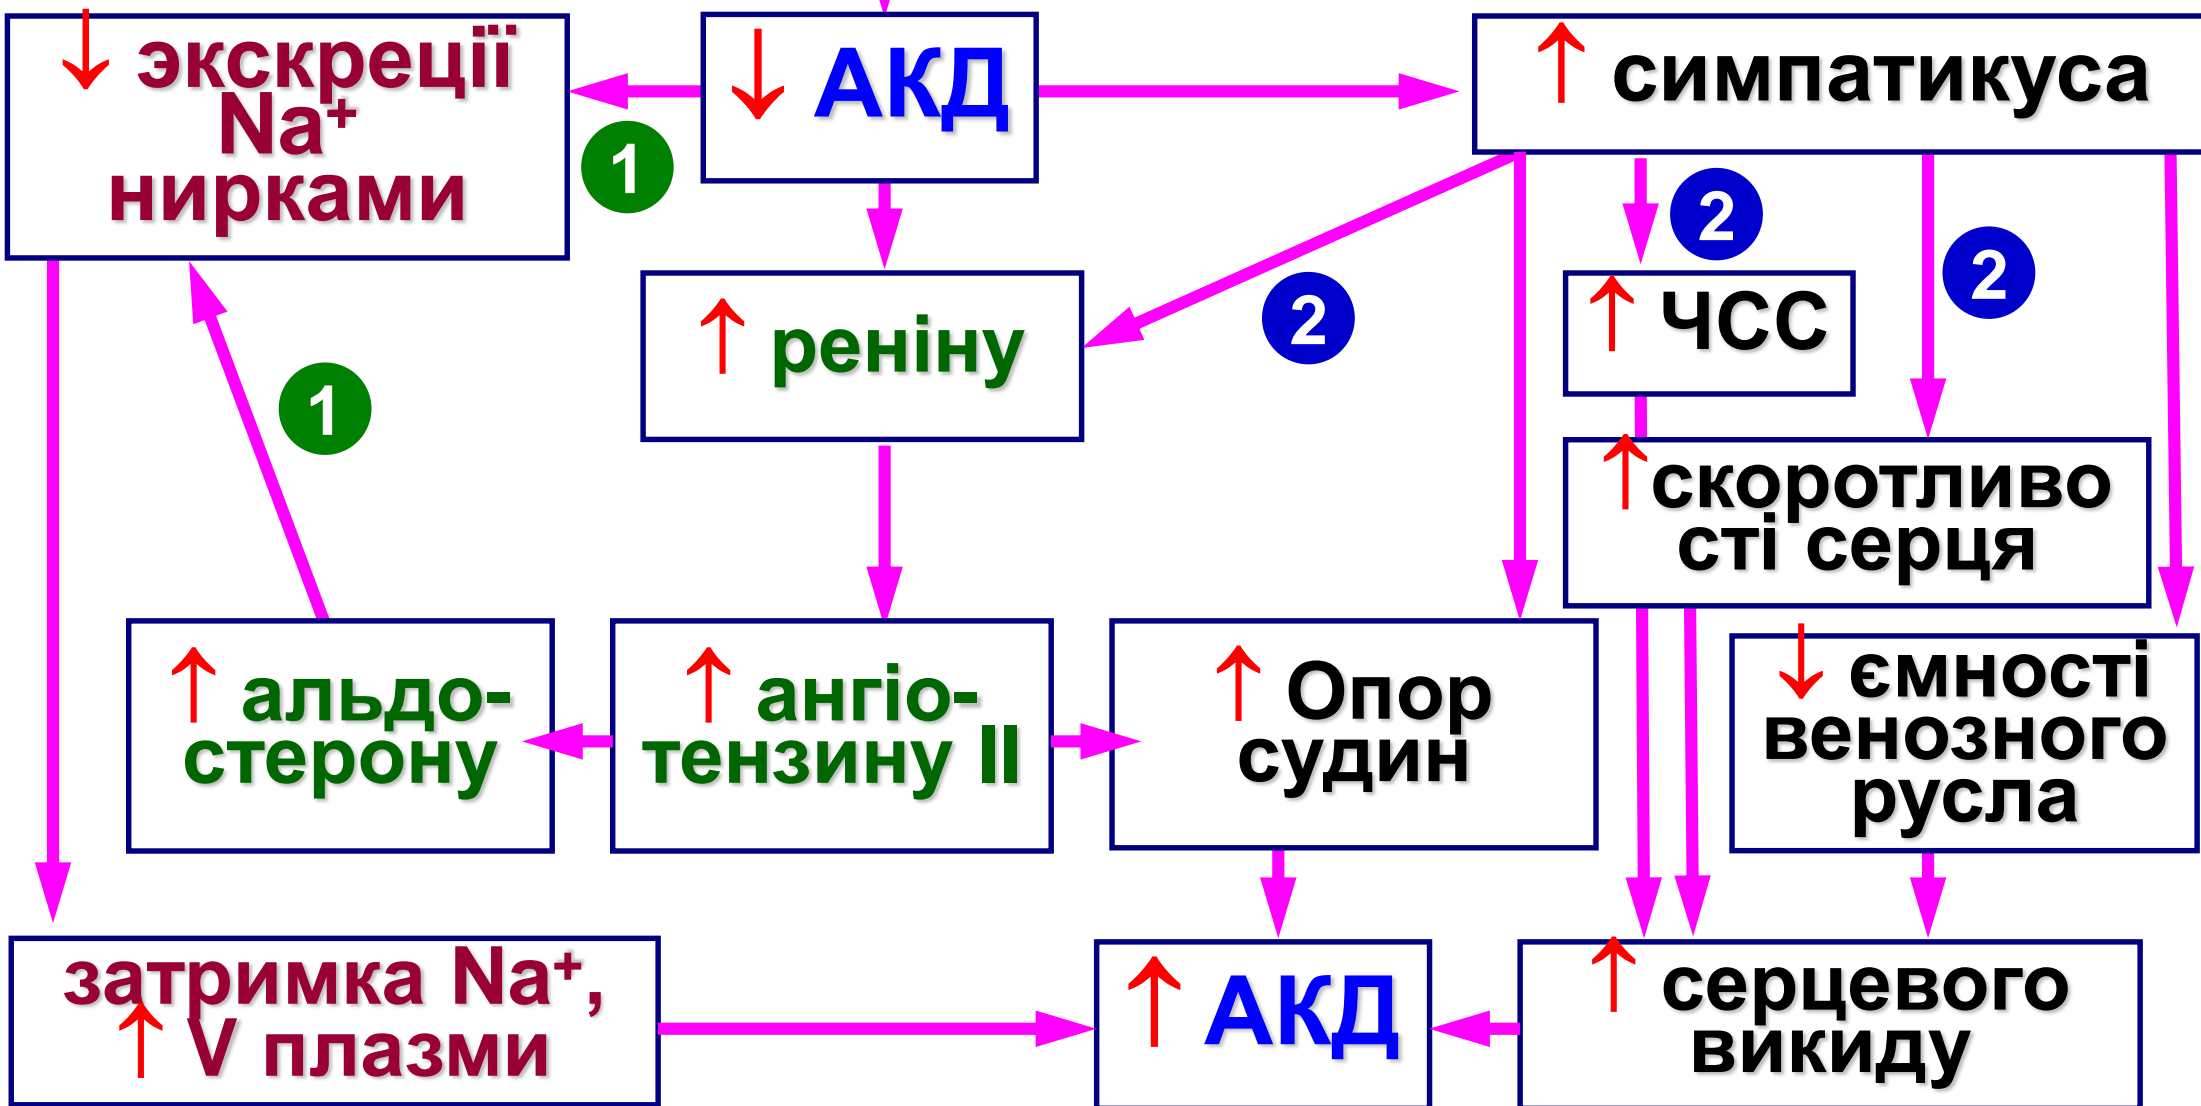 ↓ экскреції
Na⁺
нирками
↓ АКД
↑ симпатикуса
1
2
2
2
↑ реніну
↑ ЧСС
1
↑скоротливо
сті серця
↑ альдо-
стерону
↑ ангіо-
тензину II
↑ Опор
судин
↓ ємності
венозного
русла
затримка Na⁺,
↑ V плазми
↑ АКД
↑ серцевого
викиду